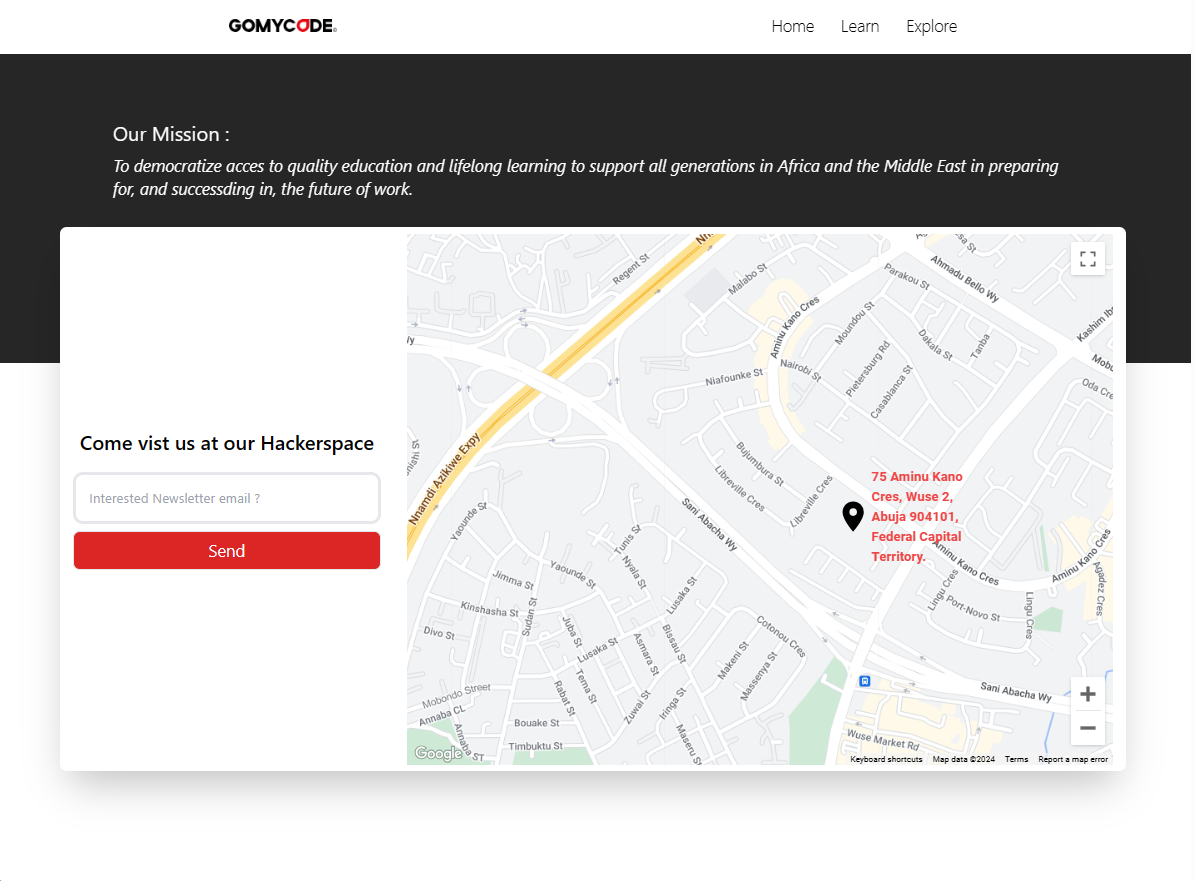 GOMYCODE
Home Learn Explore
Our Mission :
To democratize acces to quality education and lifelong learning to support all generations in Africa and the Middle East in preparing
for, and successding in, the future of work.
Come vist us at our Hackerspace
Interested Newsletter email ?
Send
Regent St
Malabo St
Parakou St
Ahmadu Bello Wy
Aminu Kano Cres
Moundou St
Dakala St
Tanba
Nairobi St
Pietersburg Rd
Casablanca St
Niafounke St
Oda Cre
Nnamdi Azikiwe Expy
Bujumbura St
Libreville Cres
Libreville Cres
75 Aminu Kano
Cres, Wuse 2,
Abuja 904101,
Federal Capital
Territory.
Sani Abacha Wy
Yaounde St
Tunis St
Nyala St
Yaounde St
Jimma St
Lusaka St
Aminu Kano Cres
Aminu Kano Cres
Agadez Cres
Lingu Cres
Lingu Cres
Port-Novo St
Kinshasha St
Sudan St
Divo St
Juba St
Lusaka St
Asmara St
Bissau St
Cotonou Cres
Makeni St
Massenya St
Mobondo Street
Rabat St
Tema St
Zuwai St
Iringa St
Sani Abacha Wy
Annaba CL
Annaba ST
Bouake St
Timbuktu St
Maseru St
Wuse Market Rd
Google
Keyboard shortcuts Map data ©2024 Terms Report a map error